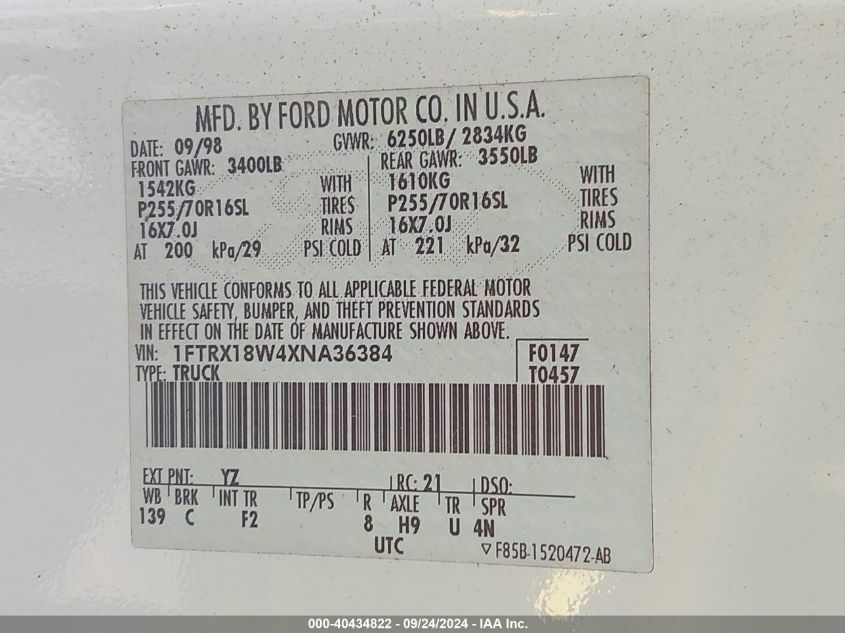 MFD. BY FORD MOTOR CO. IN U.S.A.
DATE: 09/98 GVWR: 6250LB/ 2834KG
FRONT GAWR: 3400LB REAR GAWR: 3550LB
1542KG WITH 1610KG WITH
P255/70R16SL TIRES P255/70R16SL TIRES
16X7.0J RIMS 16X7.0J RIMS
AT 200 kPa/29 PSI COLD AT 221 kPa/32 PSI COLD
THIS VEHICLE CONFORMS TO ALL APPLICABLE FEDERAL MOTOR
VEHICLE SAFETY, BUMPER, AND THEFT PREVENTION STANDARDS
IN EFFECT ON THE DATE OF MANUFACTURE SHOWN ABOVE.
VIN: 1FTRX18W4XNA36384 F0147
TYPE: TRUCK T0457
EXT PNT: YZ RC: 21 DSO:
WB BRK INT TR TP/PS R AXLE TR SPR
139 C F2 8 H9 U 4N
UTC ▽ F85B-1520472-AB
000-40434822 - 09/24/2024 - IAA Inc.